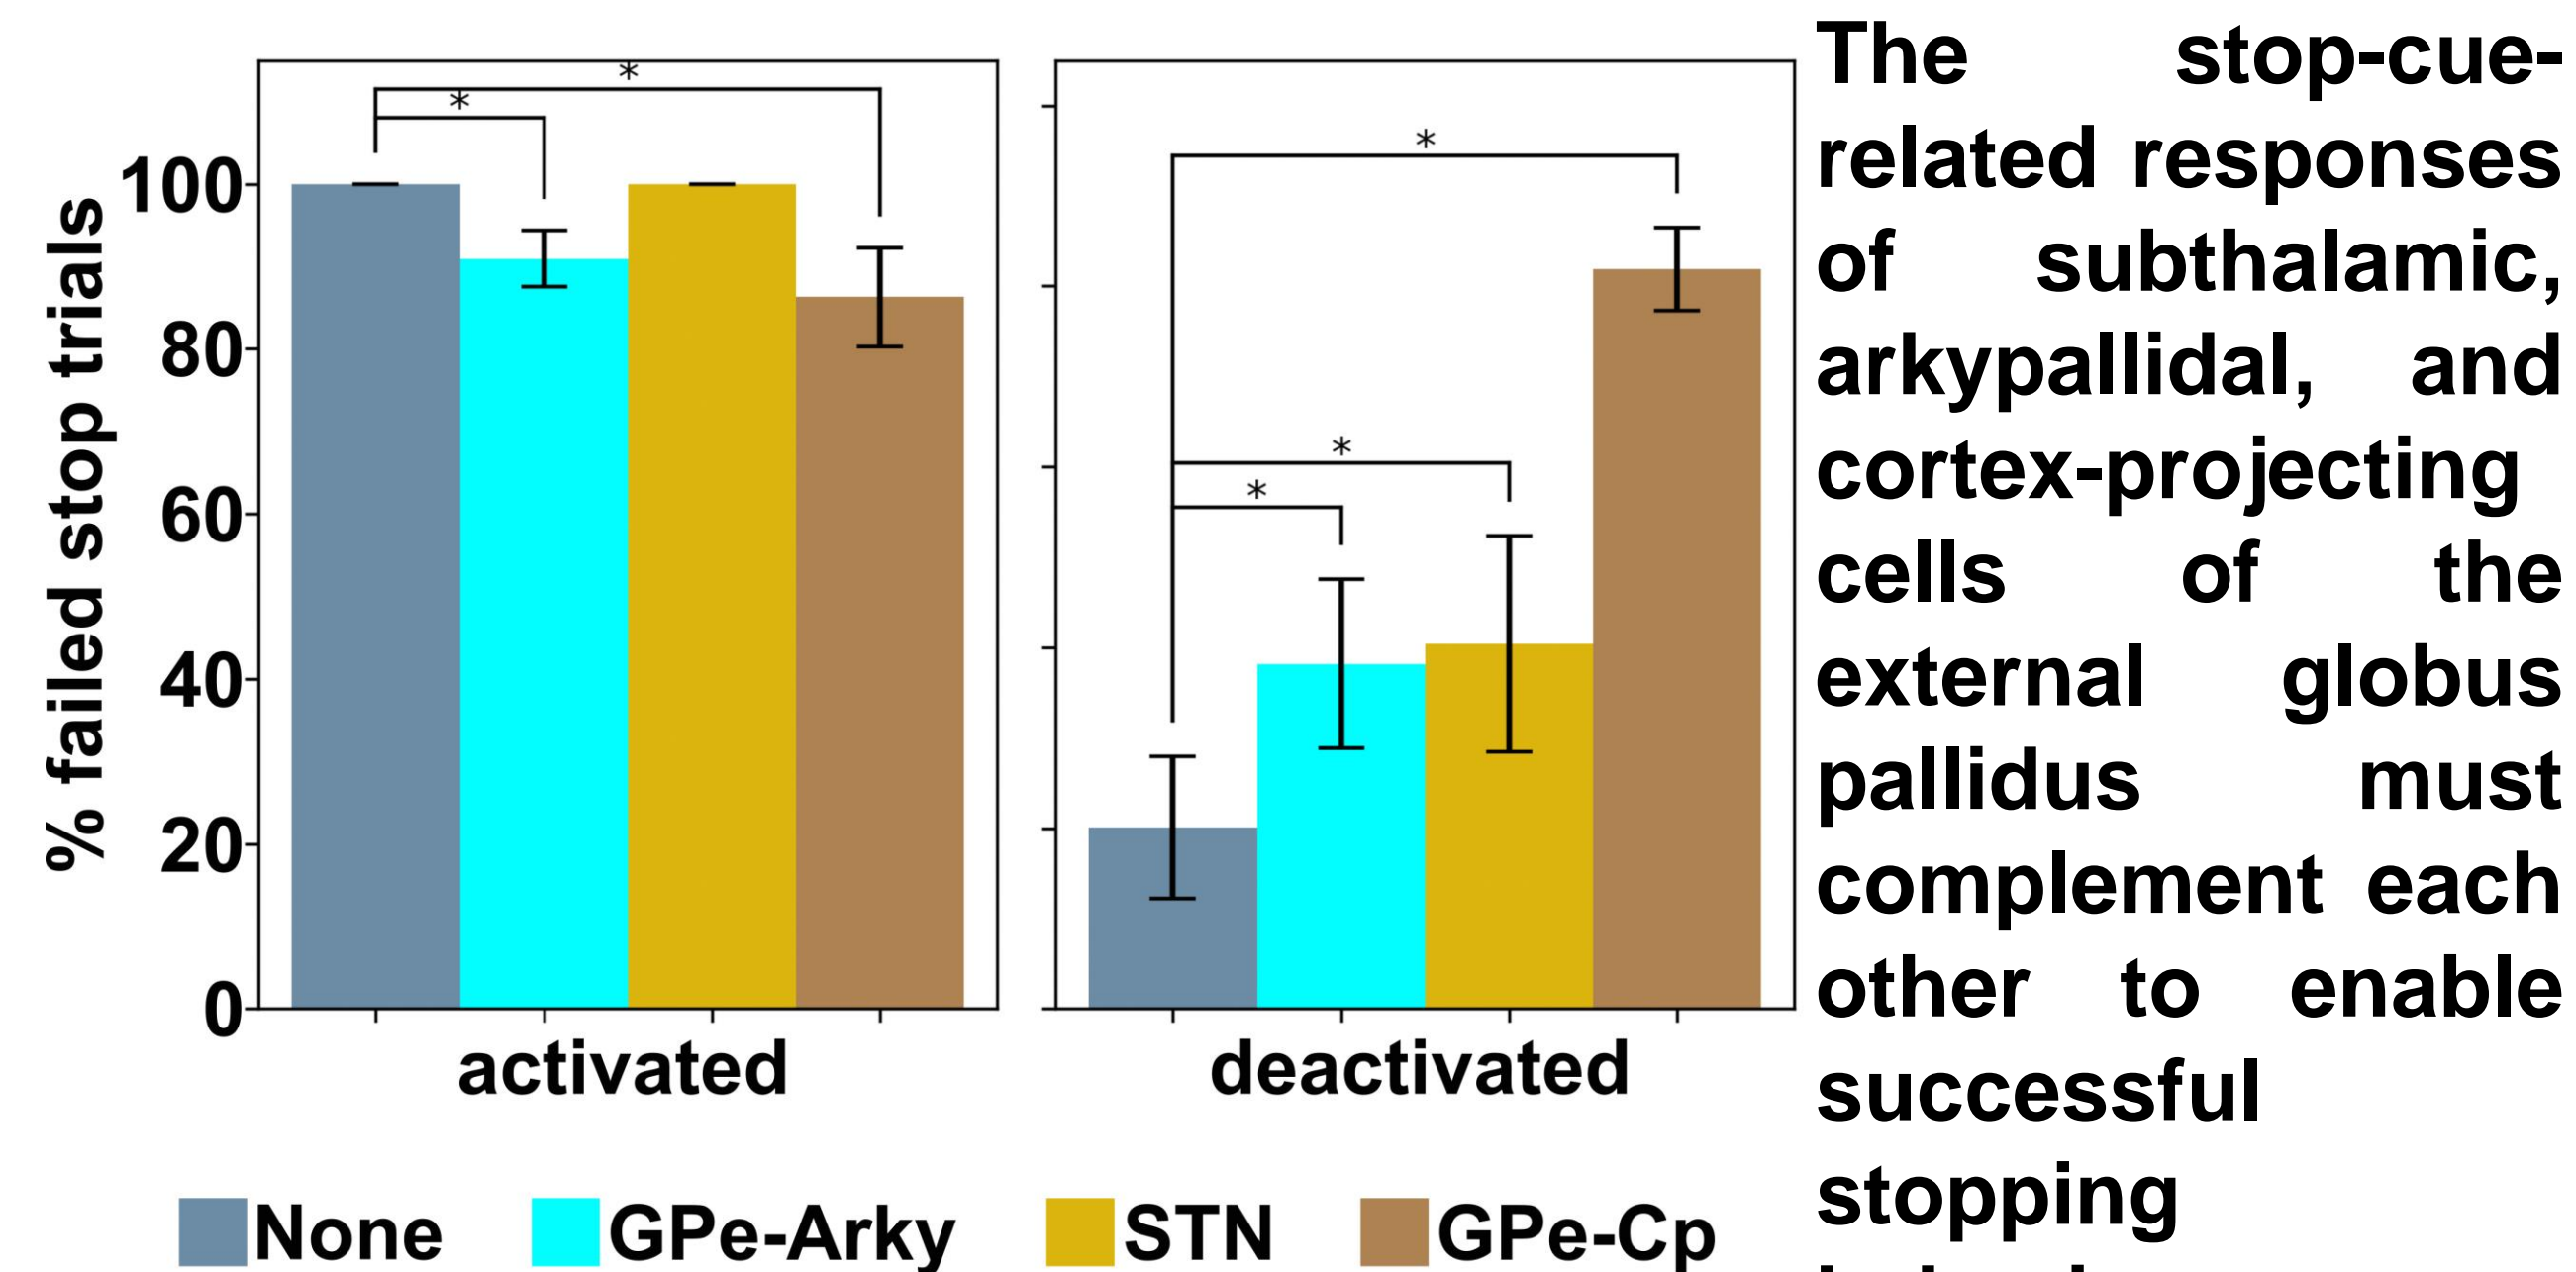 % failed stop trials
100
80
60
40
20
0
* *
* * *
activated
deactivated
None GPe-Arky STN GPe-Cp
The stop-cue-
related responses
of subthalamic,
arkypallidal, and
cortex-projecting
cells of the
external globus
pallidus must
complement each
other to enable
successful
stopping